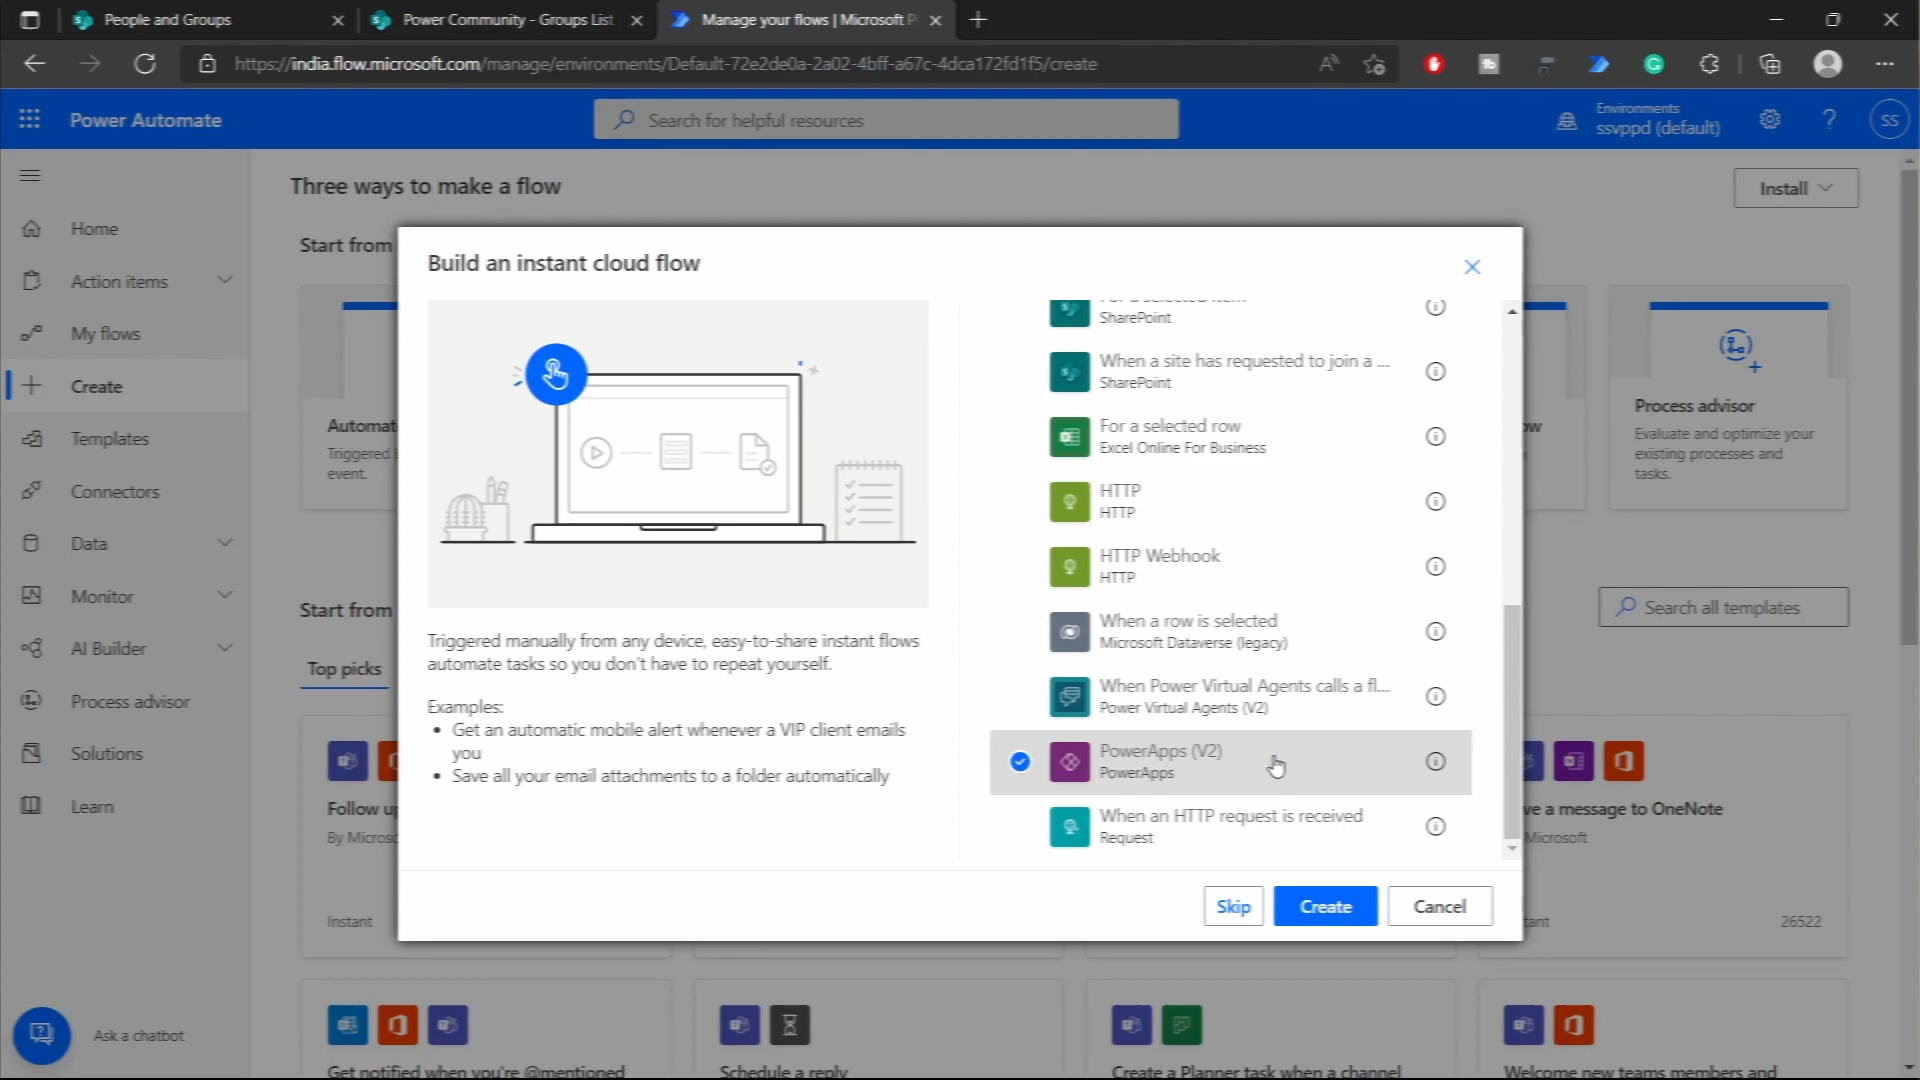 People and Groups
Power Community - Groups List
Manage your flows | Microsoft P
https://india.flow.microsoft.com/manage/environments/Default-72e2de0a-2a02-4bff-a67c-4dca172fd1f5/create
Power Automate
Search for helpful resources
Environments
ssvppd (default)
SS
Three ways to make a flow
Install
Home
Action items
My flows
Create
Templates
Connectors
Data
Monitor
AI Builder
Process advisor
Solutions
Learn
Ask a chatbot
Start from
Automat
Triggered
event.
Process advisor
Evaluate and optimize your
existing processes and
tasks.
Start from
Search all templates
Top picks
Follow up
By Micros
Instant
ve a message to OneNote
Microsoft
tant
26522
Get notified when you're @mentioned
Schedule a reply
Create a Planner task when a channel
Welcome new teams members and
Build an instant cloud flow
Triggered manually from any device, easy-to-share instant flows
automate tasks so you don't have to repeat yourself.
Examples:
• Get an automatic mobile alert whenever a VIP client emails
you
• Save all your email attachments to a folder automatically
For a selected item
SharePoint
When a site has requested to join a ...
SharePoint
For a selected row
Excel Online For Business
HTTP
HTTP
HTTP Webhook
HTTP
When a row is selected
Microsoft Dataverse (legacy)
When Power Virtual Agents calls a fl...
Power Virtual Agents (V2)
PowerApps (V2)
PowerApps
When an HTTP request is received
Request
Skip
Create
Cancel